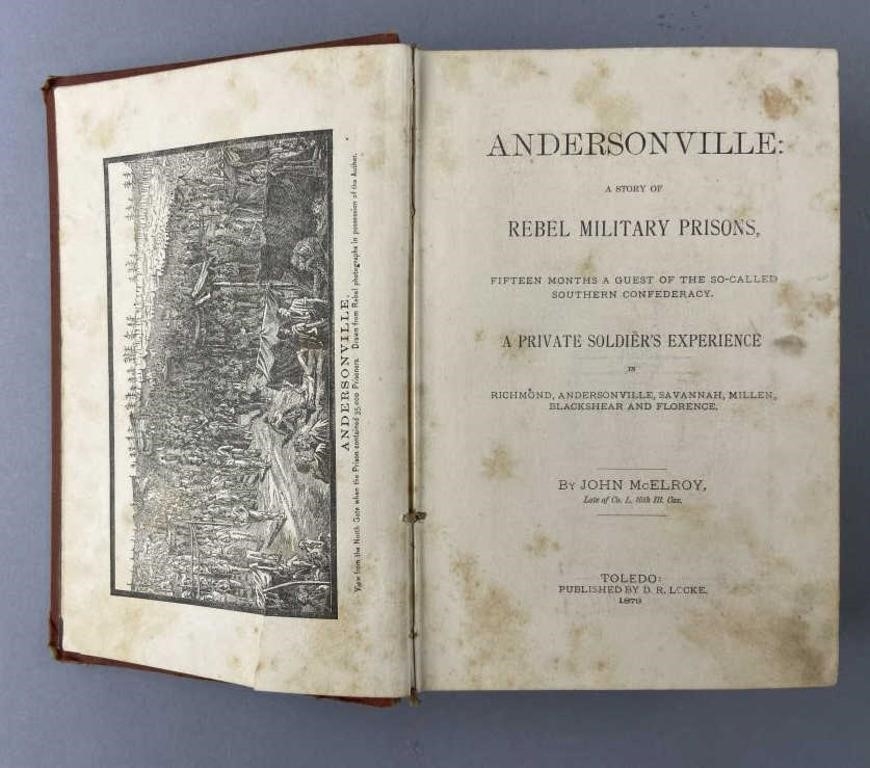 ANDERSONVILLE.
View from the North Gate when the Prison contained 35,000 Prisoners. Drawn from Rebel photographs in possession of the Author.
ANDERSONVILLE:
A STORY OF
REBEL MILITARY PRISONS,
FIFTEEN MONTHS A GUEST OF THE SO-CALLED
SOUTHERN CONFEDERACY.
A PRIVATE SOLDIER'S EXPERIENCE
IN
RICHMOND, ANDERSONVILLE, SAVANNAH, MILLEN,
BLACKSHEAR AND FLORENCE.
BY JOHN McELROY,
Late of Co. L, 16th Ill. Cav.
TOLEDO:
PUBLISHED BY D. R. LOCKE.
1879